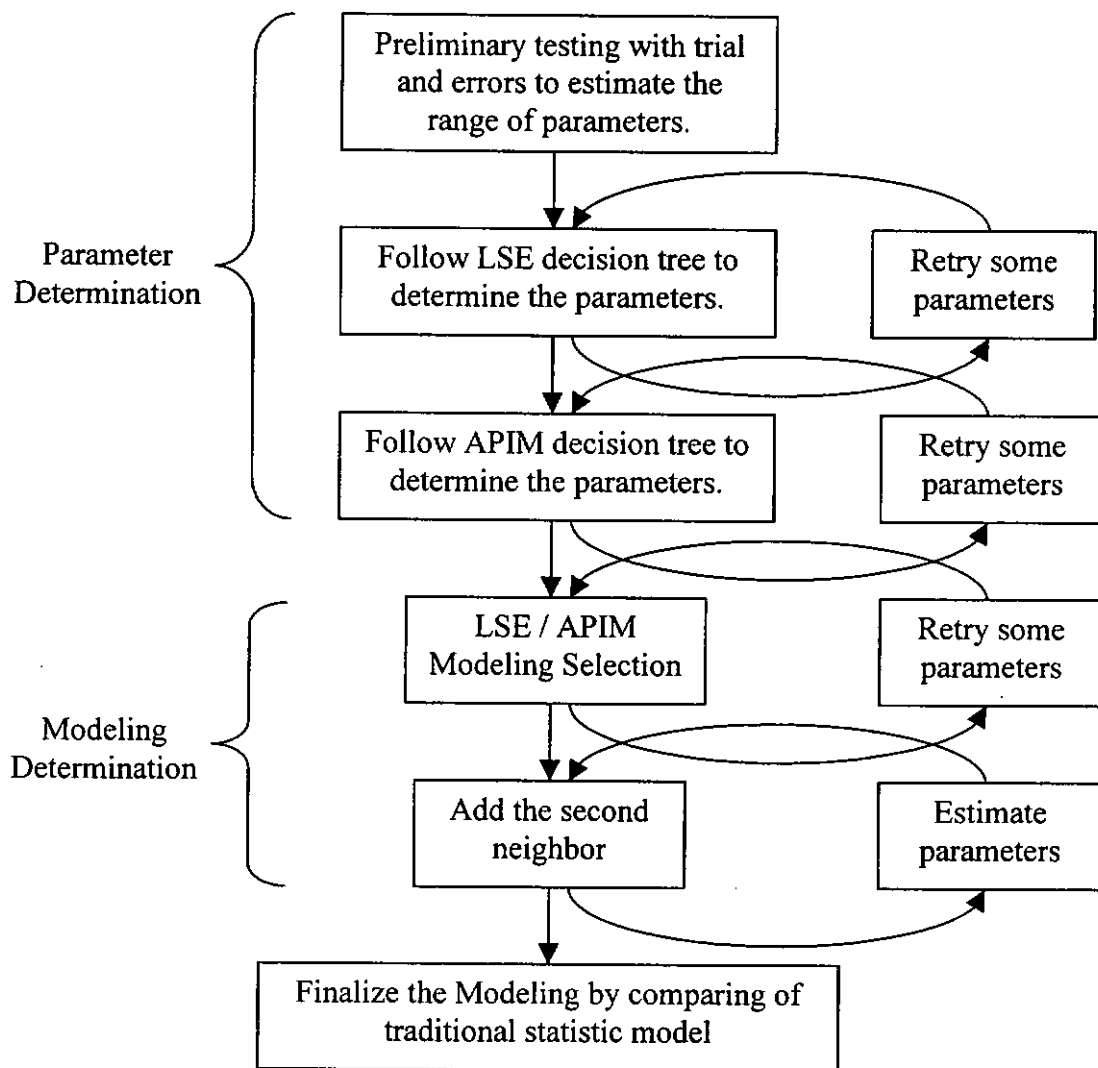 Preliminary testing with trial
and errors to estimate the
range of parameters.
Parameter
Determination
Follow LSE decision tree to
determine the parameters.
Retry some
parameters
Follow APIM decision tree to
determine the parameters.
Retry some
parameters
LSE / APIM
Modeling Selection
Retry some
parameters
Modeling
Determination
Add the second
neighbor
Estimate
parameters
Finalize the Modeling by comparing of
traditional statistic model